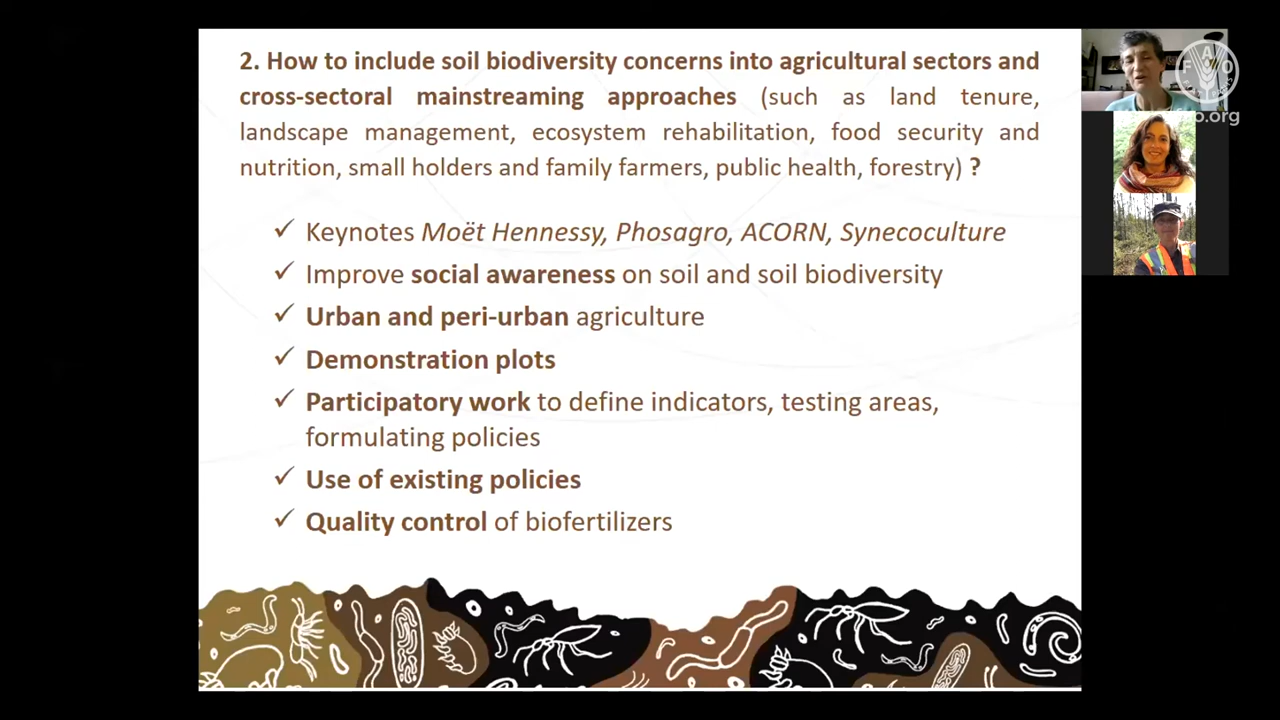 2. How to include soil biodiversity concerns into agricultural sectors and
cross-sectoral mainstreaming approaches (such as land tenure,
landscape management, ecosystem rehabilitation, food security and
nutrition, small holders and family farmers, public health, forestry) ?
✓ Keynotes Moët Hennessy, Phosagro, ACORN, Synecoculture
✓ Improve social awareness on soil and soil biodiversity
✓ Urban and peri-urban agriculture
✓ Demonstration plots
✓ Participatory work to define indicators, testing areas,
formulating policies
✓ Use of existing policies
✓ Quality control of biofertilizers
F A O